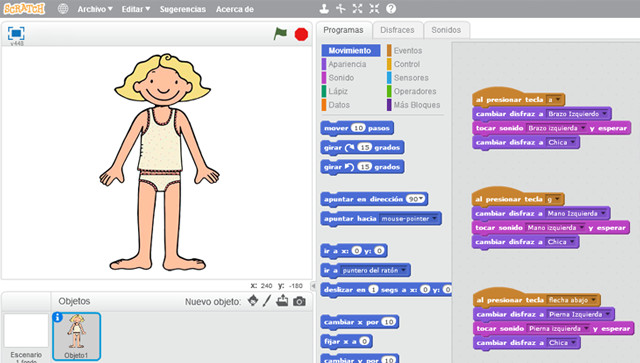 SCRATCH Archivo Editar Sugerencias Acerca de
v443
Programas Disfraces Sonidos
Movimiento Eventos
Apariencia Control
Sonido Sensores
Lápiz Operadores
Datos Más Bloques
mover 10 pasos
girar 15 grados
girar 15 grados
apuntar en dirección 90
apuntar hacia mouse-pointer
ir a x: 0 y: 0
ir a puntero del ratón
deslizar en 1 segs a x: 0 y: 0
cambiar x por 10
fijar x a 0
cambiar y por 10
al presionar tecla a
cambiar disfraz a Brazo Izquierdo
tocar sonido Brazo izquierda y esperar
cambiar disfraz a Chica
al presionar tecla g
cambiar disfraz a Mano Izquierda
tocar sonido Mano izquierda y esperar
cambiar disfraz a Chica
al presionar tecla flecha abajo
cambiar disfraz a Pierna Izquierda
tocar sonido Pierna izquierda y esperar
cambiar disfraz a Chica
x: 240 y: -180
Objetos Nuevo objeto:
Escenario
1 fondo
Objeto1